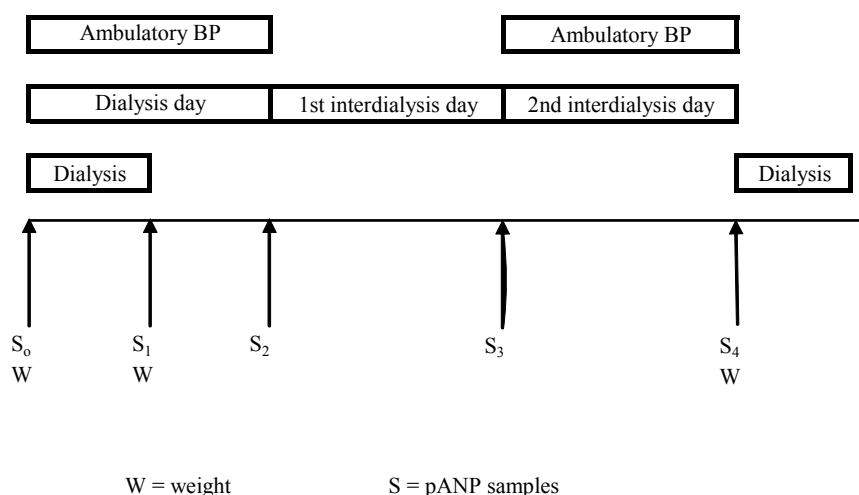 Ambulatory BP Ambulatory BP
Dialysis day 1st interdialysis day 2nd interdialysis day
Dialysis Dialysis
So S1 S2 S3 S4
W W W
W = weight S = pANP samples